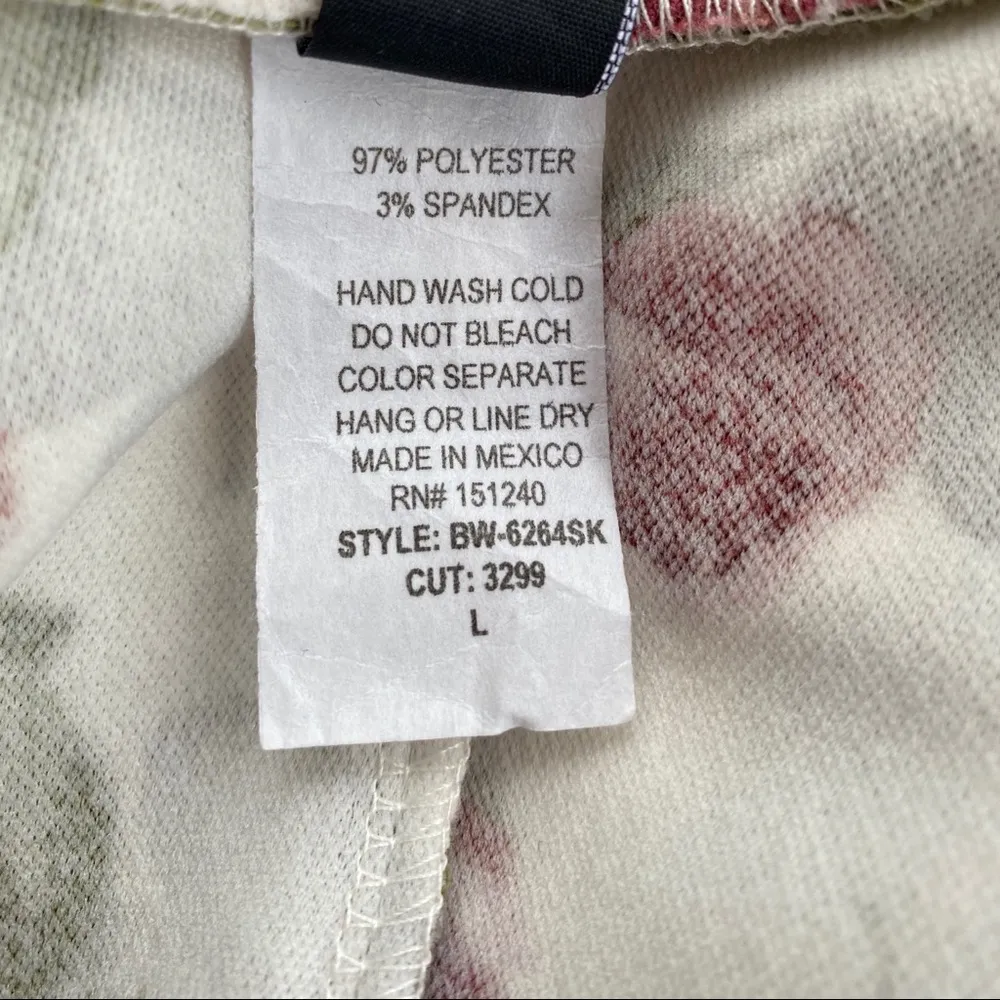 97% POLYESTER
3% SPANDEX
HAND WASH COLD
DO NOT BLEACH
COLOR SEPARATE
HANG OR LINE DRY
MADE IN MEXICO
RN# 151240
STYLE: BW-6264SK
CUT: 3299
L